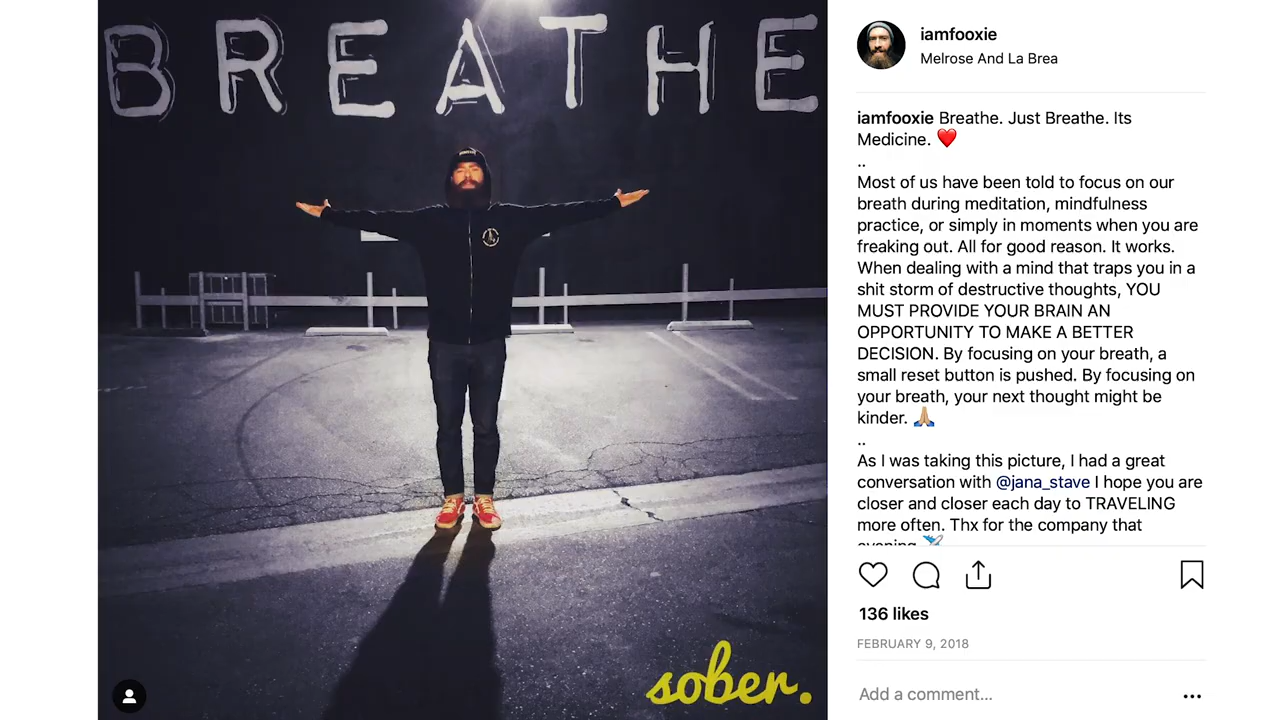 BREATHE
sober.
iamfooxie
Melrose And La Brea
iamfooxie Breathe. Just Breathe. Its
Medicine. ❤️
..
Most of us have been told to focus on our
breath during meditation, mindfulness
practice, or simply in moments when you are
freaking out. All for good reason. It works.
When dealing with a mind that traps you in a
shit storm of destructive thoughts, YOU
MUST PROVIDE YOUR BRAIN AN
OPPORTUNITY TO MAKE A BETTER
DECISION. By focusing on your breath, a
small reset button is pushed. By focusing on
your breath, your next thought might be
kinder. 🙏🏼
..
As I was taking this picture, I had a great
conversation with @jana_stave I hope you are
closer and closer each day to TRAVELING
more often. Thx for the company that
evening ✈️
136 likes
FEBRUARY 9, 2018
Add a comment...